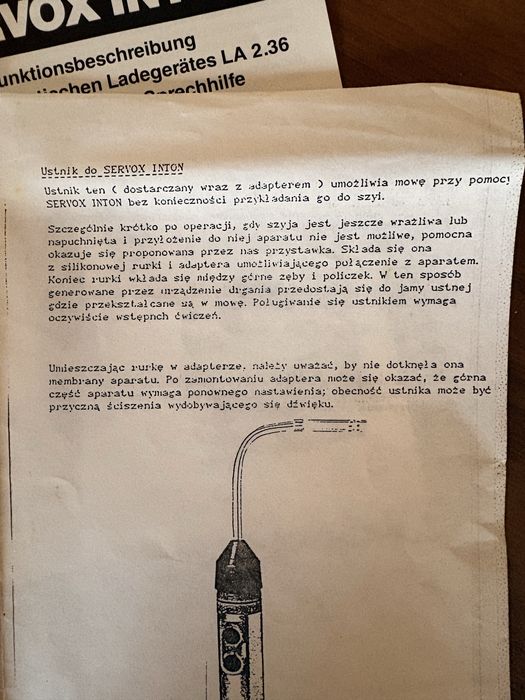 VOX INT
unktionsbeschreibung
ischen Ladegerätes LA 2.36
Sprechhilfe
Ustnik do SERVOX INTON
Ustnik ten ( dostarczany wraz z adapterem ) umożliwia mowę przy pomocy
SERVOX INTON bez konieczności przykładania go do szyi.
Szczególnie krótko po operacji, gdy szyja jest jeszcze wrażliwa lub
napuchnięta i przyłożenie do niej aparatu nie jest możliwe, pomocna
okazuje się proponowana przez nas przystawka. Składa się ona
z silikonowej rurki i adaptera umożliwiającego połączenie z aparatem.
Koniec rurki wkłada się między górne zęby i policzek. W ten sposób
generowane przez urządzenie drgania przedostają się do jamy ustnej
gdzie przekształcane są w mowę. Poługiwanie się ustnikiem wymaga
oczywiście wstępnch ćwiczeń.
Umieszczając rurkę w adapterze, należy uważać, by nie dotknęła ona
membrany aparatu. Po zamontowaniu adaptera może się okazać, że górna
część aparatu wymaga ponownego nastawienia; obecność ustnika może być
przyczną ściszenia wydobywającego się dźwięku.